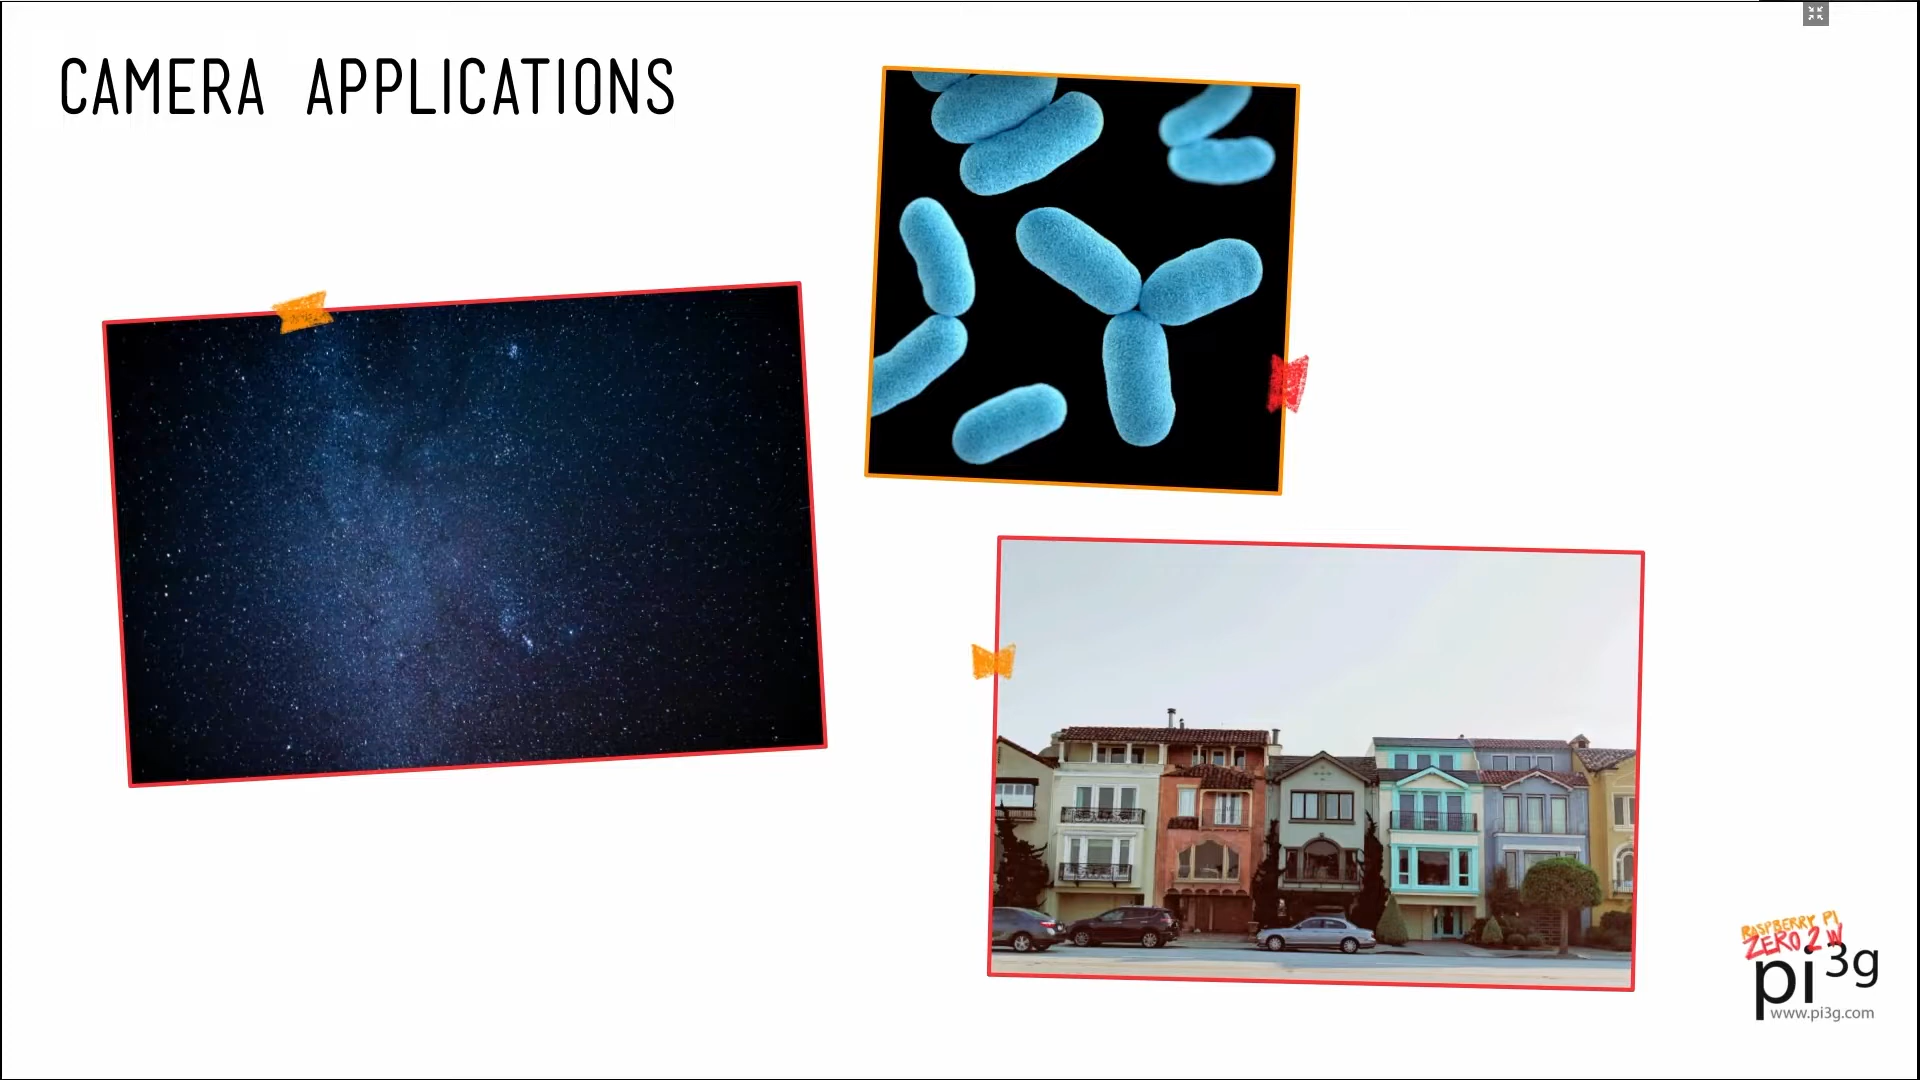 CAMERA APPLICATIONS
RASPBERRY PI
ZERO 2 W
pi3g
www.pi3g.com